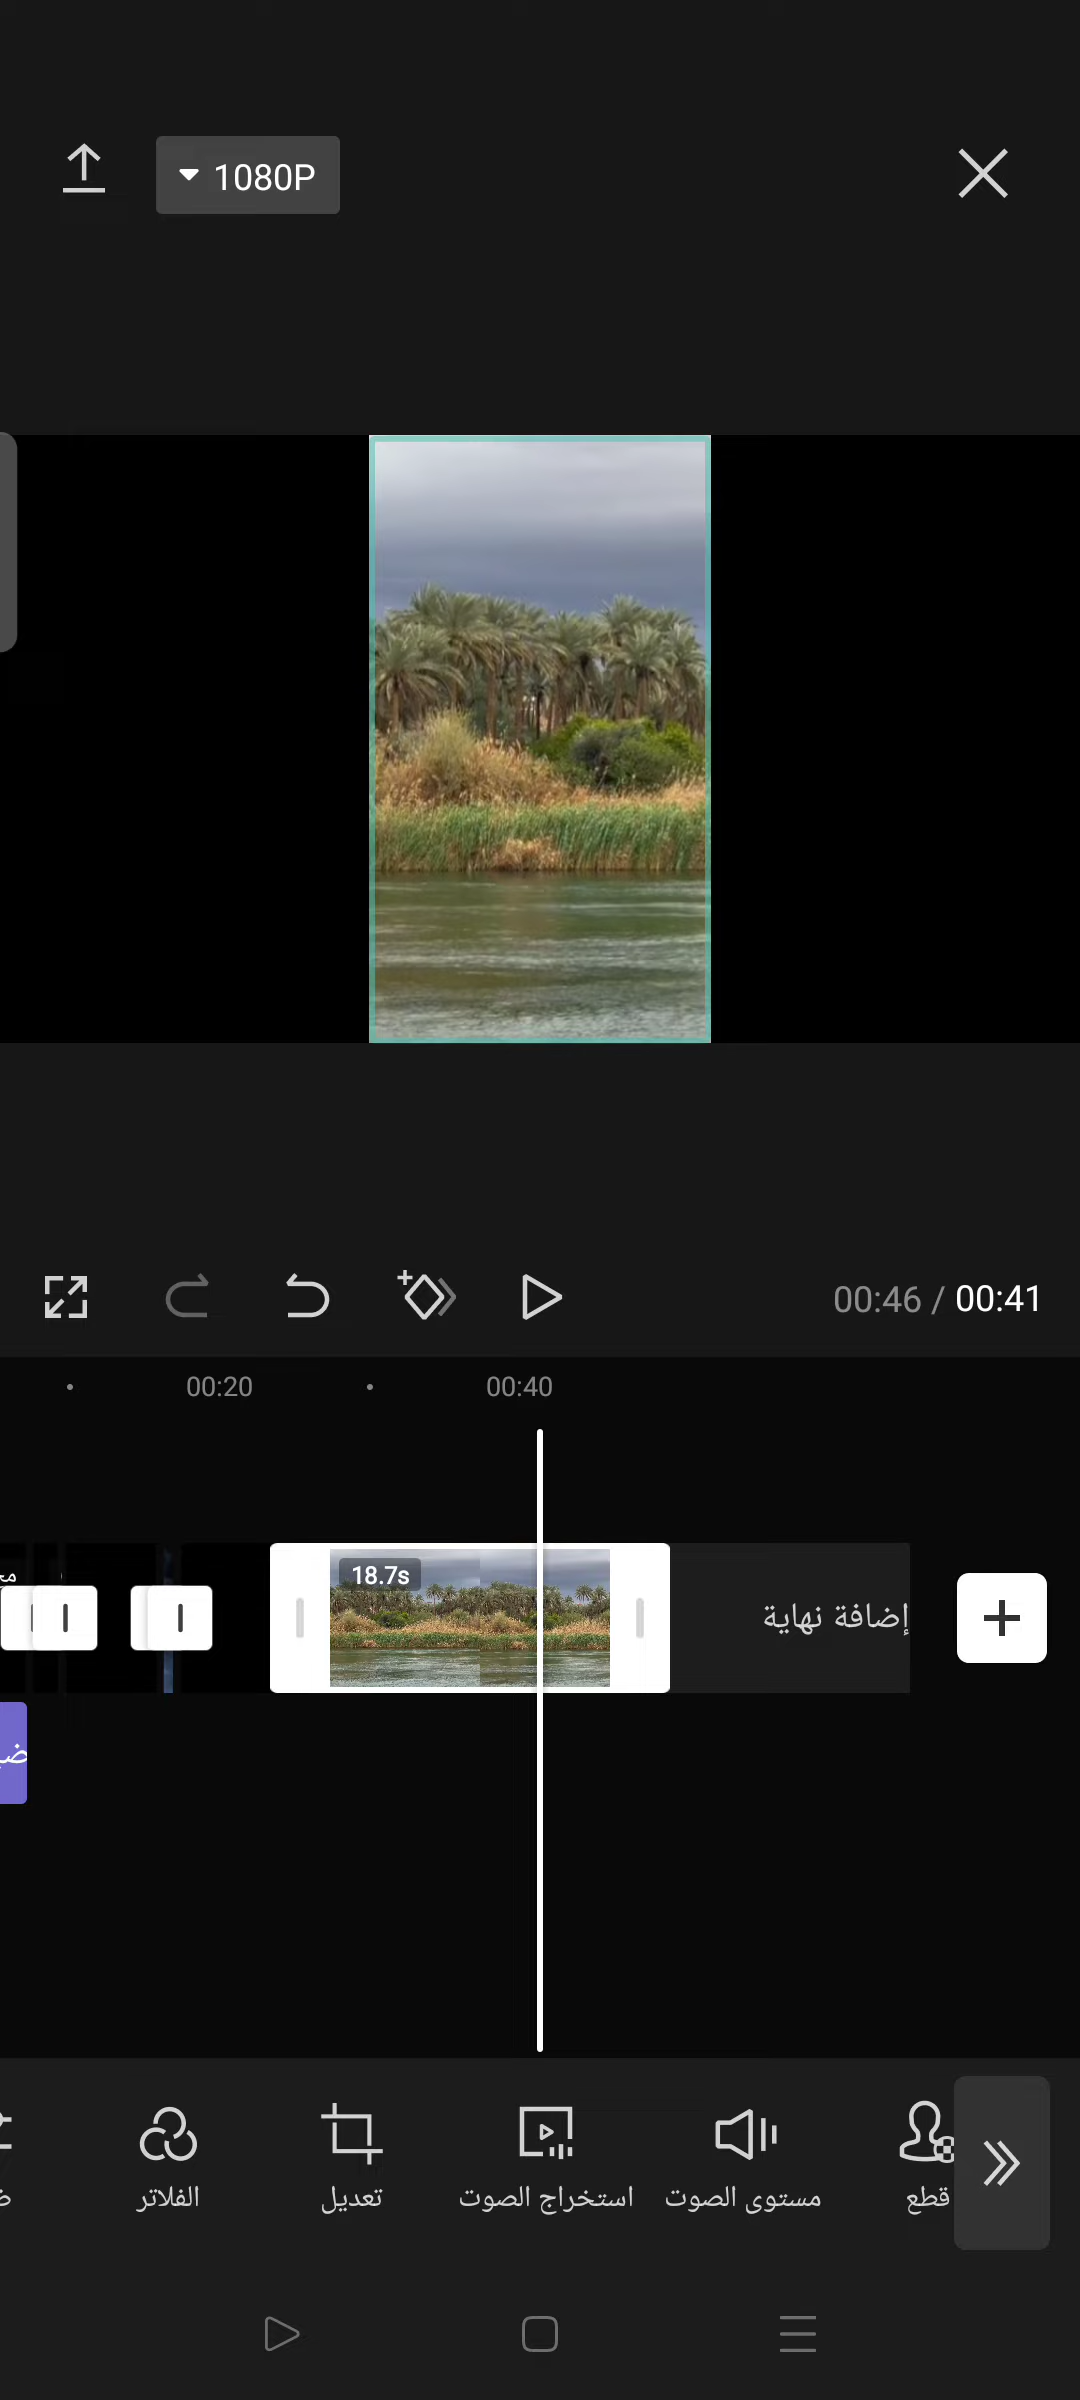 1080P
00:46 / 00:41
00:20
00:40
18.7s
إضافة نهاية
قطع
مستوى الصوت
استخراج الصوت
تعديل
الفلاتر